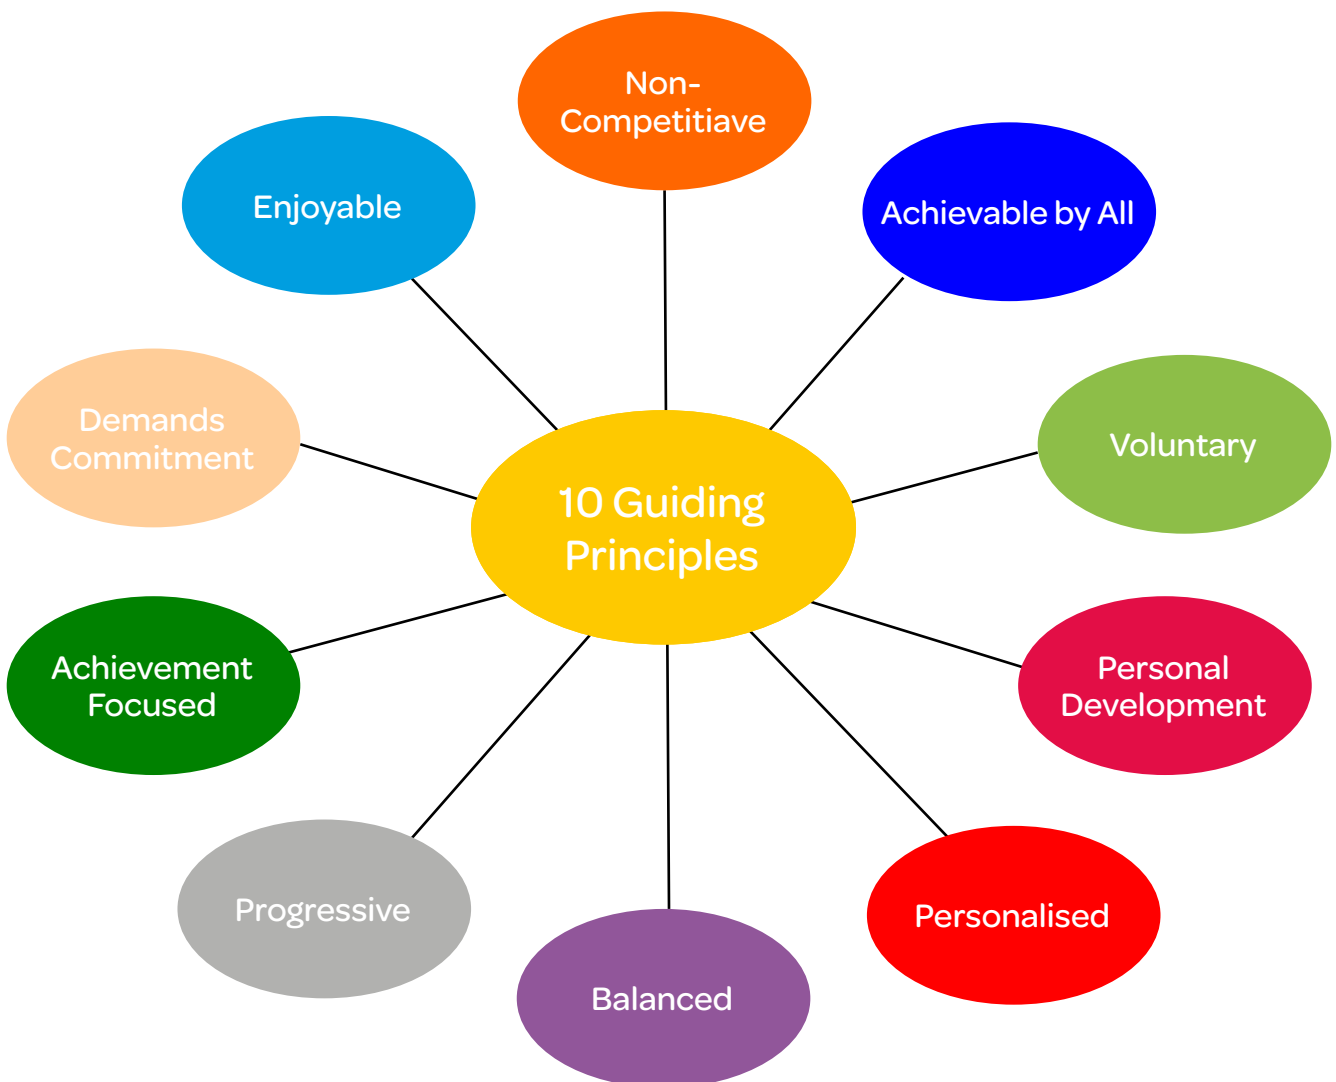 Non-
Competitiave
Achievable by All
Enjoyable
Voluntary
Demands
Commitment
10 Guiding
Principles
Personal
Development
Achievement
Focused
Personalised
Progressive
Balanced